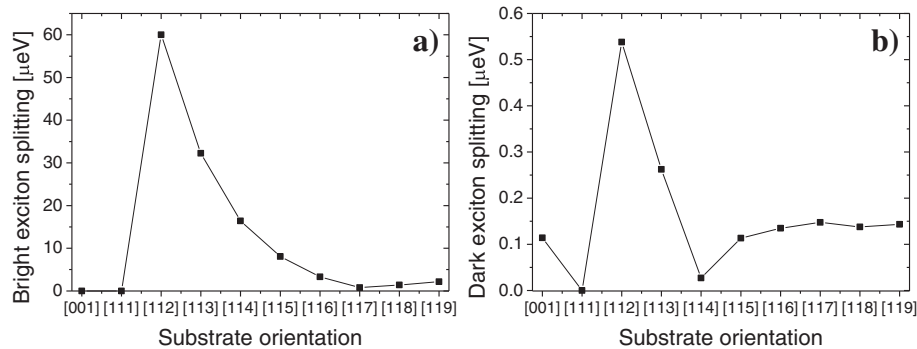 a)
Bright exciton splitting [μeV]
60
50
40
30
20
10
0
[001] [111] [112] [113] [114] [115] [116] [117] [118] [119]
Substrate orientation
b)
Dark exciton splitting [μeV]
0.6
0.5
0.4
0.3
0.2
0.1
0.0
[001] [111] [112] [113] [114] [115] [116] [117] [118] [119]
Substrate orientation